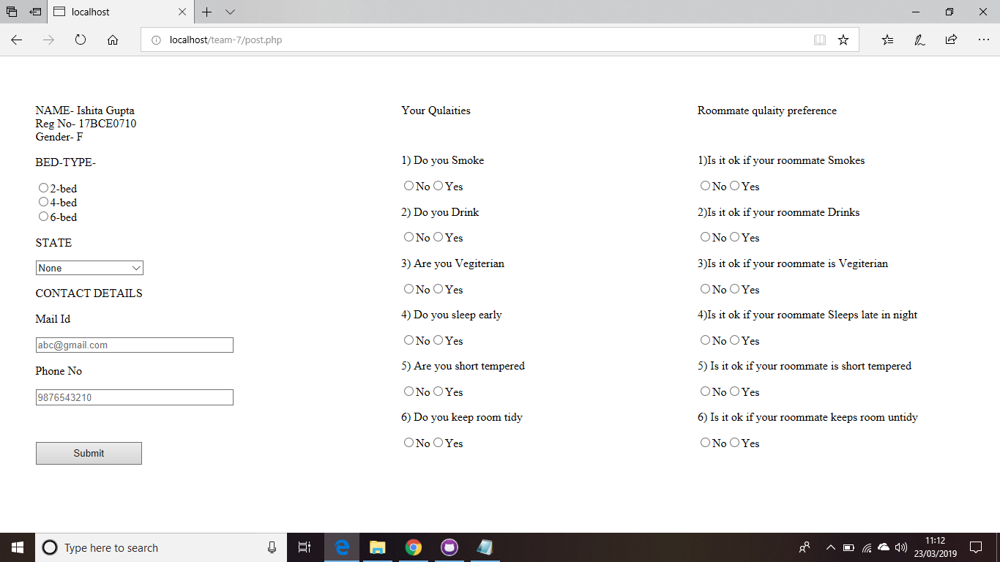 localhost
localhost/team-7/post.php
NAME- Ishita Gupta
Reg No- 17BCE0710
Gender- F
BED-TYPE-
2-bed
4-bed
6-bed
STATE
None
CONTACT DETAILS
Mail Id
abc@gmail.com
Phone No
9876543210
Submit
Your Qulaities
1) Do you Smoke
No Yes
2) Do you Drink
No Yes
3) Are you Vegiterian
No Yes
4) Do you sleep early
No Yes
5) Are you short tempered
No Yes
6) Do you keep room tidy
No Yes
Roommate qulaity preference
1)Is it ok if your roommate Smokes
No Yes
2)Is it ok if your roommate Drinks
No Yes
3)Is it ok if your roommate is Vegiterian
No Yes
4)Is it ok if your roommate Sleeps late in night
No Yes
5) Is it ok if your roommate is short tempered
No Yes
6) Is it ok if your roommate keeps room untidy
No Yes
Type here to search
11:12
23/03/2019